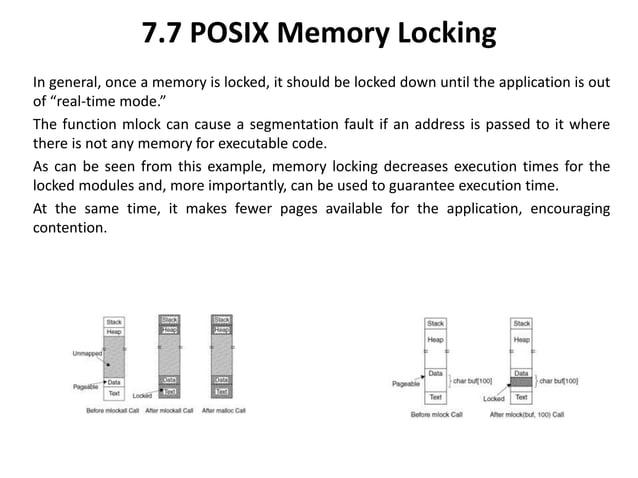 7.7 POSIX Memory Locking
In general, once a memory is locked, it should be locked down until the application is out
of “real-time mode.”
The function mlock can cause a segmentation fault if an address is passed to it where
there is not any memory for executable code.
As can be seen from this example, memory locking decreases execution times for the
locked modules and, more importantly, can be used to guarantee execution time.
At the same time, it makes fewer pages available for the application, encouraging
contention.
Stack
Heap
Unmapped
Pageable
Data
Text
Before mlockall Call
Stack
Heap
Data
Locked
Text
After mlockall Call
Stack
Heap
Data
Text
After malloc Call
Stack
Heap
Data
Pageable
char buf[100]
Text
Before mlock Call
Stack
Heap
Data
char buf[100]
Locked
Text
After mlock(buf, 100) Call